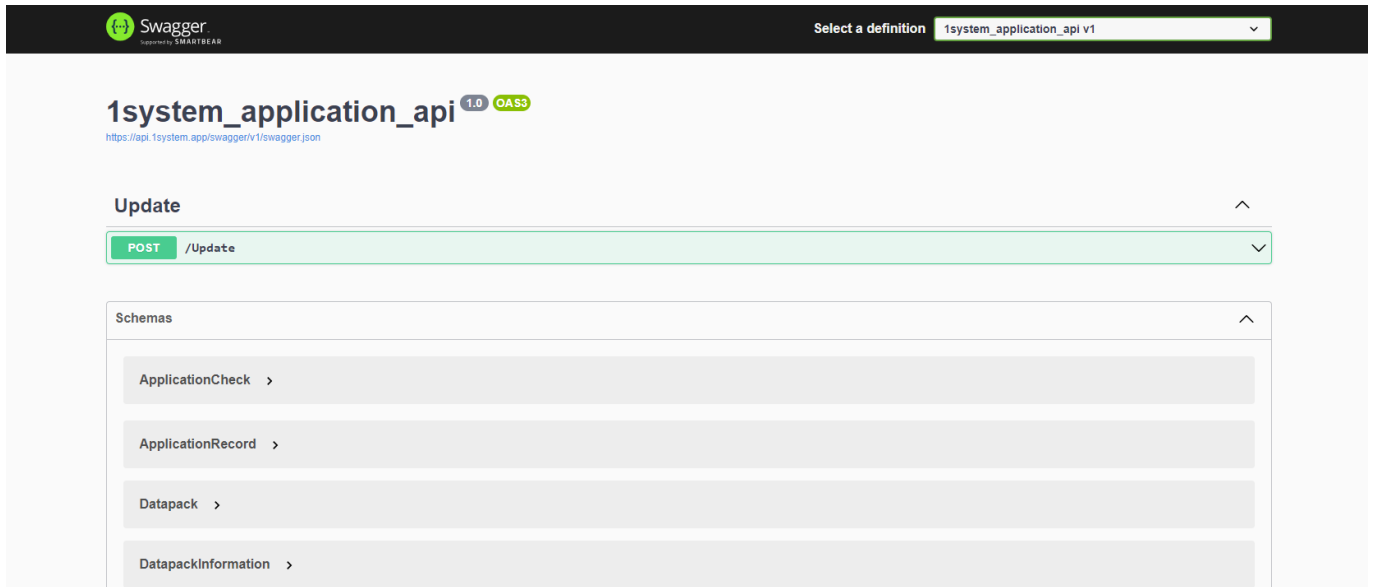 Swagger.
Supported by SMARTBEAR
Select a definition
1system_application_api v1
1system_application_api 1.0 OAS3
https://api.1system.app/swagger/v1/swagger.json
Update
POST /Update
Schemas
ApplicationCheck
ApplicationRecord
Datapack
DatapackInformation